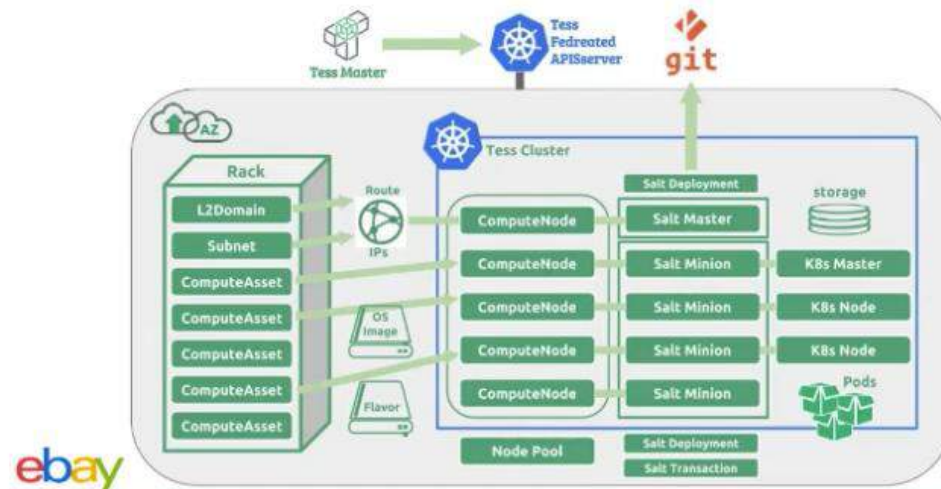 Tess Master
Tess
Fedreated
APISserver
git
AZ
Tess Cluster
Rack
L2Domain
Subnet
ComputeAsset
ComputeAsset
ComputeAsset
ComputeAsset
ComputeAsset
Route
IPs
OS
Image
Flavor
ComputeNode
ComputeNode
ComputeNode
ComputeNode
ComputeNode
Node Pool
Salt Deployment
Salt Master
Salt Minion
Salt Minion
Salt Minion
Salt Minion
Salt Deployment
Salt Transaction
storage
K8s Master
K8s Node
K8s Node
Pods
ebay